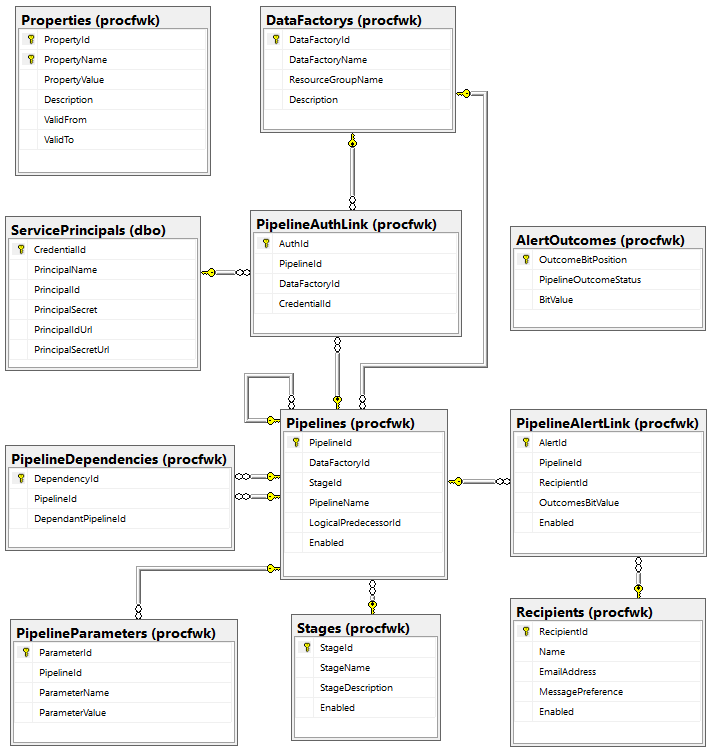 Properties (procfwk)
PropertyId
PropertyName
PropertyValue
Description
ValidFrom
ValidTo
DataFactorys (procfwk)
DataFactoryId
DataFactoryName
ResourceGroupName
Description
ServicePrincipals (dbo)
CredentialId
PrincipalName
PrincipalId
PrincipalSecret
PrincipalIdUrl
PrincipalSecretUrl
PipelineAuthLink (procfwk)
AuthId
PipelineId
DataFactoryId
CredentialId
AlertOutcomes (procfwk)
OutcomeBitPosition
PipelineOutcomeStatus
BitValue
PipelineDependencies (procfwk)
DependencyId
PipelineId
DependantPipelineId
Pipelines (procfwk)
PipelineId
DataFactoryId
StageId
PipelineName
LogicalPredecessorId
Enabled
PipelineAlertLink (procfwk)
AlertId
PipelineId
RecipientId
OutcomesBitValue
Enabled
PipelineParameters (procfwk)
ParameterId
PipelineId
ParameterName
ParameterValue
Stages (procfwk)
StageId
StageName
StageDescription
Enabled
Recipients (procfwk)
RecipientId
Name
EmailAddress
MessagePreference
Enabled